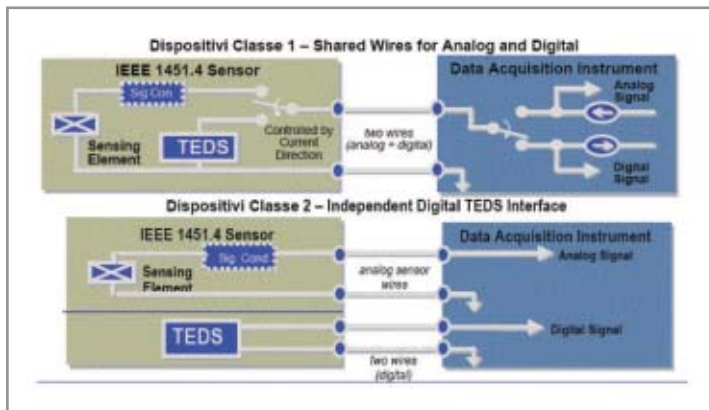 Dispositivi Classe 1 – Shared Wires for Analog and Digital
IEEE 1451.4 Sensor
Data Acquisition Instrument
Sig Con
Analog
Signal
Sensing
Element
TEDS
Controlled by
Current
Direction
two wires
(analog + digital)
Digital
Signal
Dispositivi Classe 2 – Independent Digital TEDS Interface
IEEE 1451.4 Sensor
Data Acquisition Instrument
Sig. Cond
Analog Signal
Sensing
Element
analog sensor
wires
TEDS
Digital Signal
two wires
(digital)